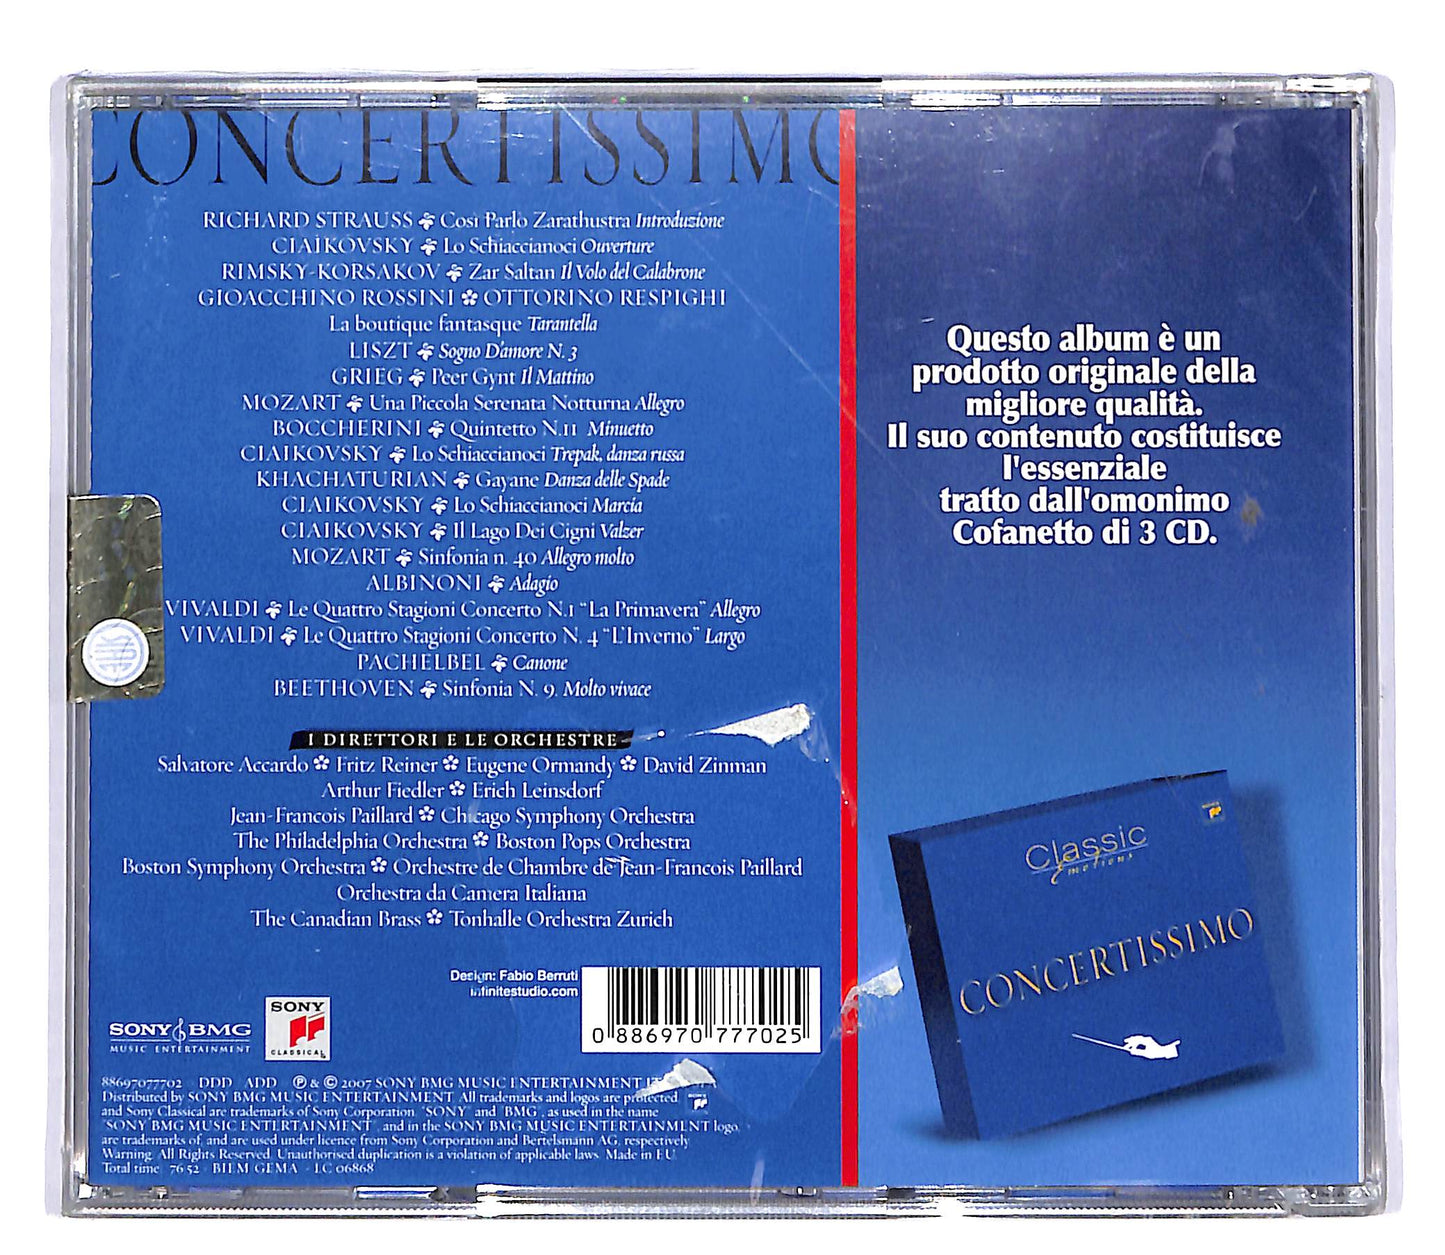 CONCERTISSIMO
RICHARD STRAUSS Così Parlò Zarathustra Introduzione
CIAIKOVSKY Lo Schiaccianoci Ouverture
RIMSKY-KORSAKOV Zar Saltan Il Volo del Calabrone
GIOACCHINO ROSSINI OTTORINO RESPIGHI
La boutique fantasque Tarantella
LISZT Sogno D'amore N. 3
GRIEG Peer Gynt Il Mattino
MOZART Una Piccola Serenata Notturna Allegro
BOCCHERINI Quintetto N.11 Minuetto
CIAIKOVSKY Lo Schiaccianoci Trepak, danza russa
KHACHATURIAN Gayane Danza delle Spade
CIAIKOVSKY Lo Schiaccianoci Marcia
CIAIKOVSKY Il Lago Dei Cigni Valzer
MOZART Sinfonia n. 40 Allegro molto
ALBINONI Adagio
VIVALDI Le Quattro Stagioni Concerto N.1 "La Primavera" Allegro
VIVALDI Le Quattro Stagioni Concerto N. 4 "L'Inverno" Largo
PACHELBEL Canone
BEETHOVEN Sinfonia N. 9. Molto vivace
I DIRETTORI E LE ORCHESTRE
Salvatore Accardo Fritz Reiner Eugene Ormandy David Zinman
Arthur Fiedler Erich Leinsdorf
Jean-Francois Paillard Chicago Symphony Orchestra
The Philadelphia Orchestra Boston Pops Orchestra
Boston Symphony Orchestra Orchestre de Chambre de Jean-Francois Paillard
Orchestra da Camera Italiana
The Canadian Brass Tonhalle Orchestra Zurich
Design: Fabio Berruti
infinitestudio.com
0 886970 777025
SONY BMG
MUSIC ENTERTAINMENT
SONY
CLASSICAL
88697077702 DDD ADD ℗ & © 2007 SONY BMG MUSIC ENTERTAINMENT
Distributed by SONY BMG MUSIC ENTERTAINMENT. All trademarks and logos are protected.
and Sony Classical are trademarks of Sony Corporation. "SONY" and "BMG", as used in the name
"SONY BMG MUSIC ENTERTAINMENT", and in the SONY BMG MUSIC ENTERTAINMENT logo,
are trademarks of, and are used under licence from Sony Corporation and Bertelsmann AG, respectively
Warning. All Rights Reserved. Unauthorised duplication is a violation of applicable laws. Made in E.U.
Total time 76 52 - BIEM GEMA - LC 06868
Questo album è un
prodotto originale della
migliore qualità.
Il suo contenuto costituisce
l'essenziale
tratto dall'omonimo
Cofanetto di 3 CD.
Classic
Emotions
CONCERTISSIMO